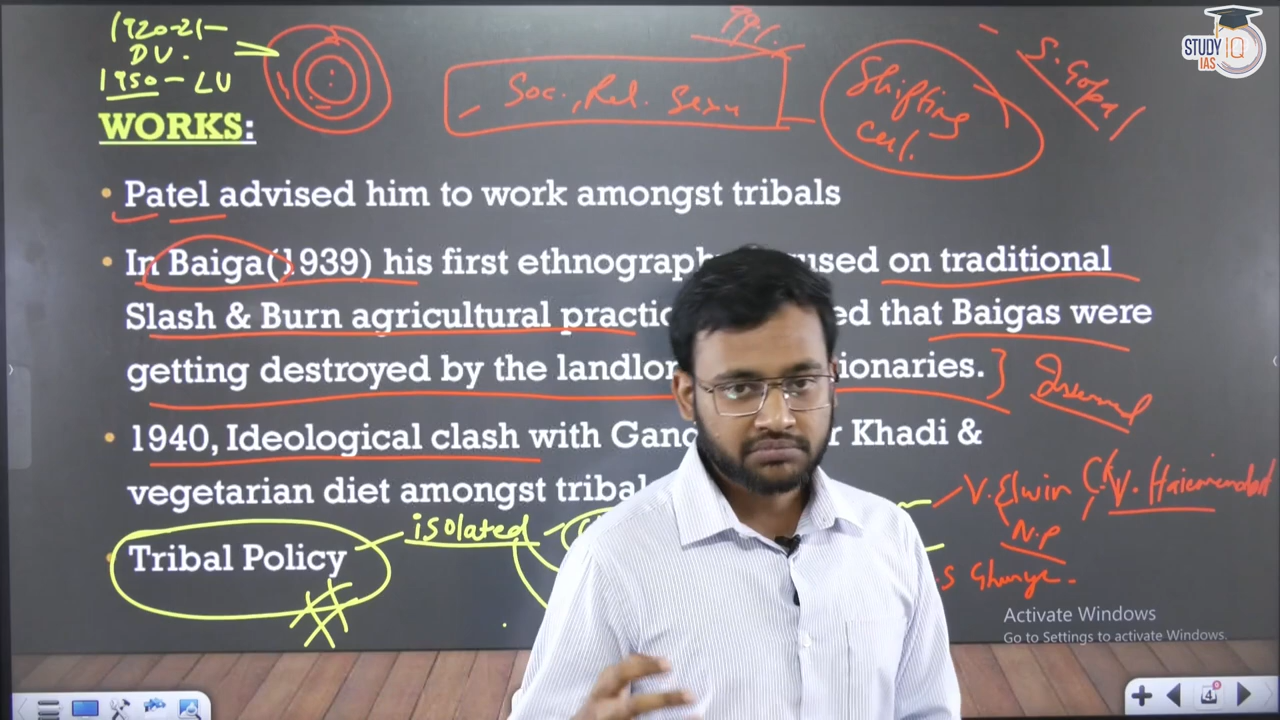 1920-21 -
DU.
1950 - LU
99%
Soc., Rel.
Shifting
cul.
S. Gopal
STUDY IQ
IAS
WORKS:
• Patel advised him to work amongst tribals
• In Baiga(1939) his first ethnograph used on traditional
Slash & Burn agricultural practic ed that Baigas were
getting destroyed by the landlor ionaries.
• 1940, Ideological clash with Gan r Khadi &
vegetarian diet amongst tribal
V. Elwin
N.P
isolated
Tribal Policy
S Ghurye.
Activate Windows
Go to Settings to activate Windows.
4